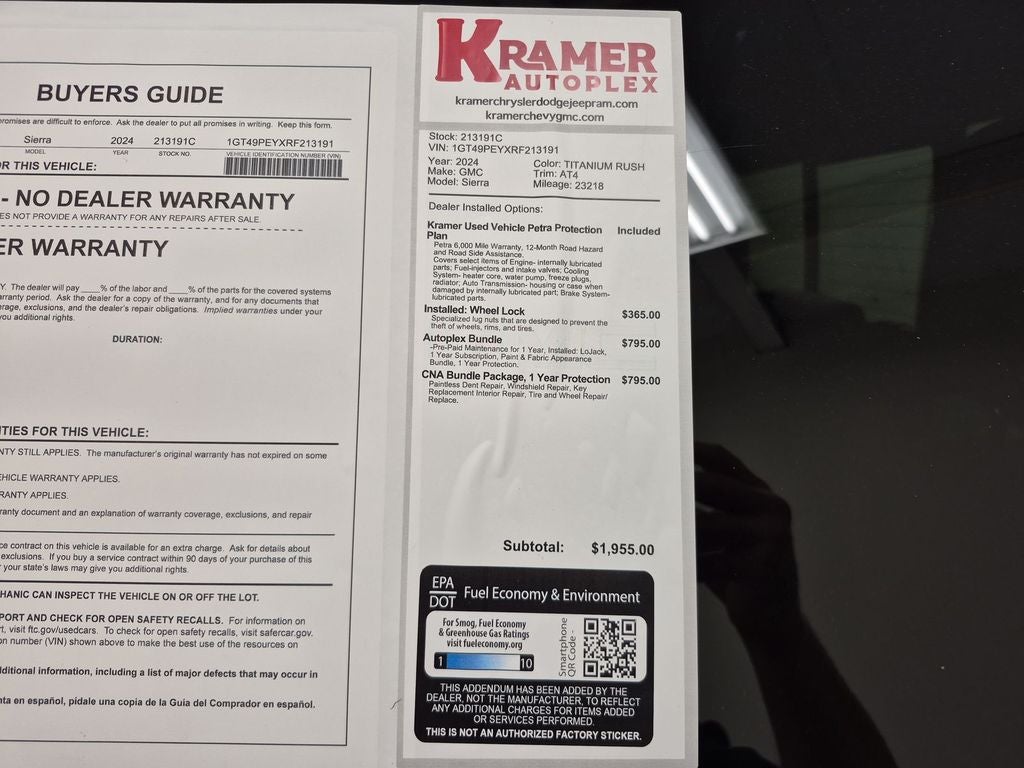 BUYERS GUIDE
romises are difficult to enforce. Ask the dealer to put all promises in writing. Keep this form.
Sierra 2024 213191C 1GT49PEYXRF213191
MODEL YEAR STOCK NO. VEHICLE IDENTIFICATION NUMBER (VIN)
R THIS VEHICLE:
- NO DEALER WARRANTY
ES NOT PROVIDE A WARRANTY FOR ANY REPAIRS AFTER SALE.
ER WARRANTY
Y. The dealer will pay ____% of the labor and ____% of the parts for the covered systems
arranty period. Ask the dealer for a copy of the warranty, and for any documents that
erage, exclusions, and the dealer's repair obligations. Implied warranties under your
you additional rights.
DURATION:
TIES FOR THIS VEHICLE:
NTY STILL APPLIES. The manufacturer's original warranty has not expired on some
EHICLE WARRANTY APPLIES.
RANTY APPLIES.
ranty document and an explanation of warranty coverage, exclusions, and repair
ce contract on this vehicle is available for an extra charge. Ask for details about
exclusions. If you buy a service contract within 90 days of your purchase of this
your state's laws may give you additional rights.
HANIC CAN INSPECT THE VEHICLE ON OR OFF THE LOT.
PORT AND CHECK FOR OPEN SAFETY RECALLS. For information on
rt, visit ftc.gov/usedcars. To check for open safety recalls, visit safercar.gov.
on number (VIN) shown above to make the best use of the resources on
dditional information, including a list of major defects that may occur in
nta en español, pídale una copia de la Guía del Comprador en español.
KRAMER
AUTOPLEX
kramerchryslerdodgejeepram.com
kramerchevygmc.com
Stock: 213191C
VIN: 1GT49PEYXRF213191
Year: 2024 Color: TITANIUM RUSH
Make: GMC Trim: AT4
Model: Sierra Mileage: 23218
Dealer Installed Options:
Kramer Used Vehicle Petra Protection Included
Plan
Petra 6,000 Mile Warranty, 12-Month Road Hazard
and Road Side Assistance.
Covers select items of Engine- internally lubricated
parts; Fuel-injectors and intake valves; Cooling
System- heater core, water pump, freeze plugs,
radiator; Auto Transmission- housing or case when
damaged by internally lubricated part; Brake System-
lubricated parts.
Installed: Wheel Lock $365.00
Specialized lug nuts that are designed to prevent the
theft of wheels, rims, and tires.
Autoplex Bundle $795.00
-Pre-Paid Maintenance for 1 Year, Installed: LoJack,
1 Year Subscription, Paint & Fabric Appearance
Bundle, 1 Year Protection.
CNA Bundle Package, 1 Year Protection $795.00
Paintless Dent Repair, Windshield Repair, Key
Replacement Interior Repair, Tire and Wheel Repair/
Replace.
Subtotal: $1,955.00
EPA
DOT Fuel Economy & Environment
For Smog, Fuel Economy
& Greenhouse Gas Ratings
visit fueleconomy.org
1 10
Smartphone
QR Code -
THIS ADDENDUM HAS BEEN ADDED BY THE
DEALER, NOT THE MANUFACTURER, TO REFLECT
ANY ADDITIONAL CHARGES FOR ITEMS ADDED
OR SERVICES PERFORMED.
THIS IS NOT AN AUTHORIZED FACTORY STICKER.